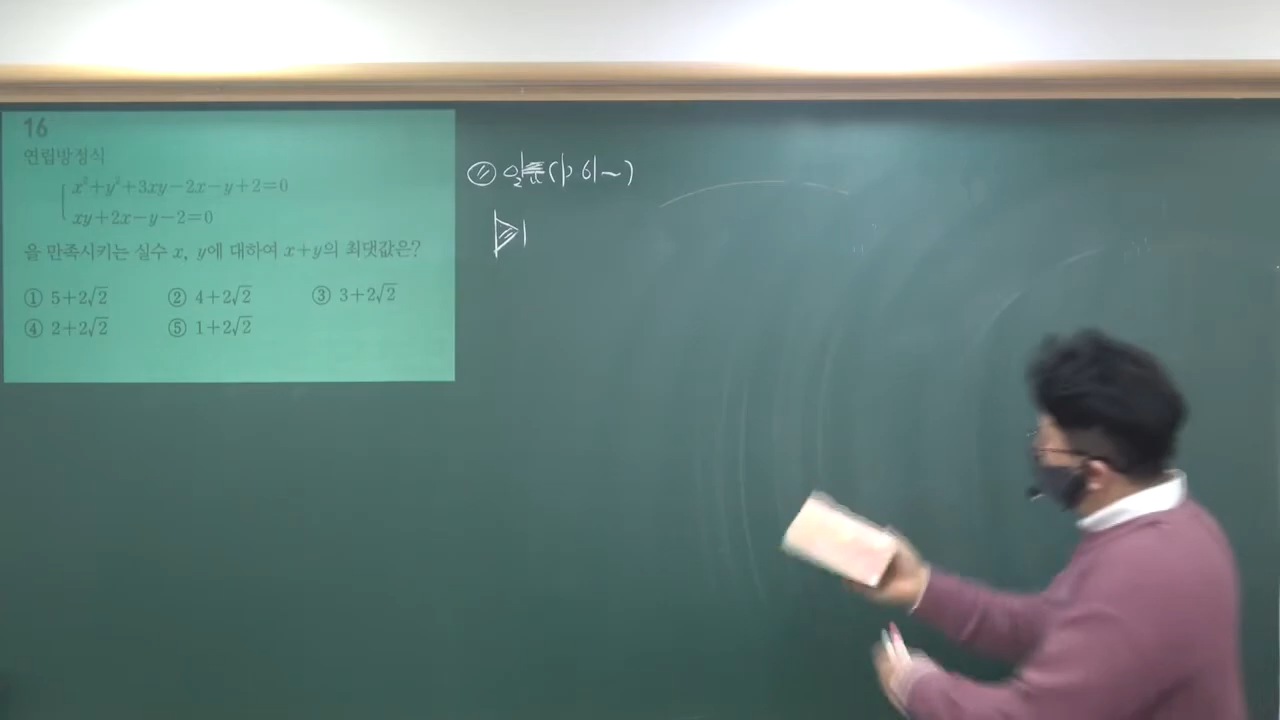 16
연립방정식
x²+y²+3xy-2x-y+2=0
xy+2x-y-2=0
을 만족시키는 실수 x, y에 대하여 x+y의 최댓값은?
① 5+2√2 ② 4+2√2 ③ 3+2√2
④ 2+2√2 ⑤ 1+2√2